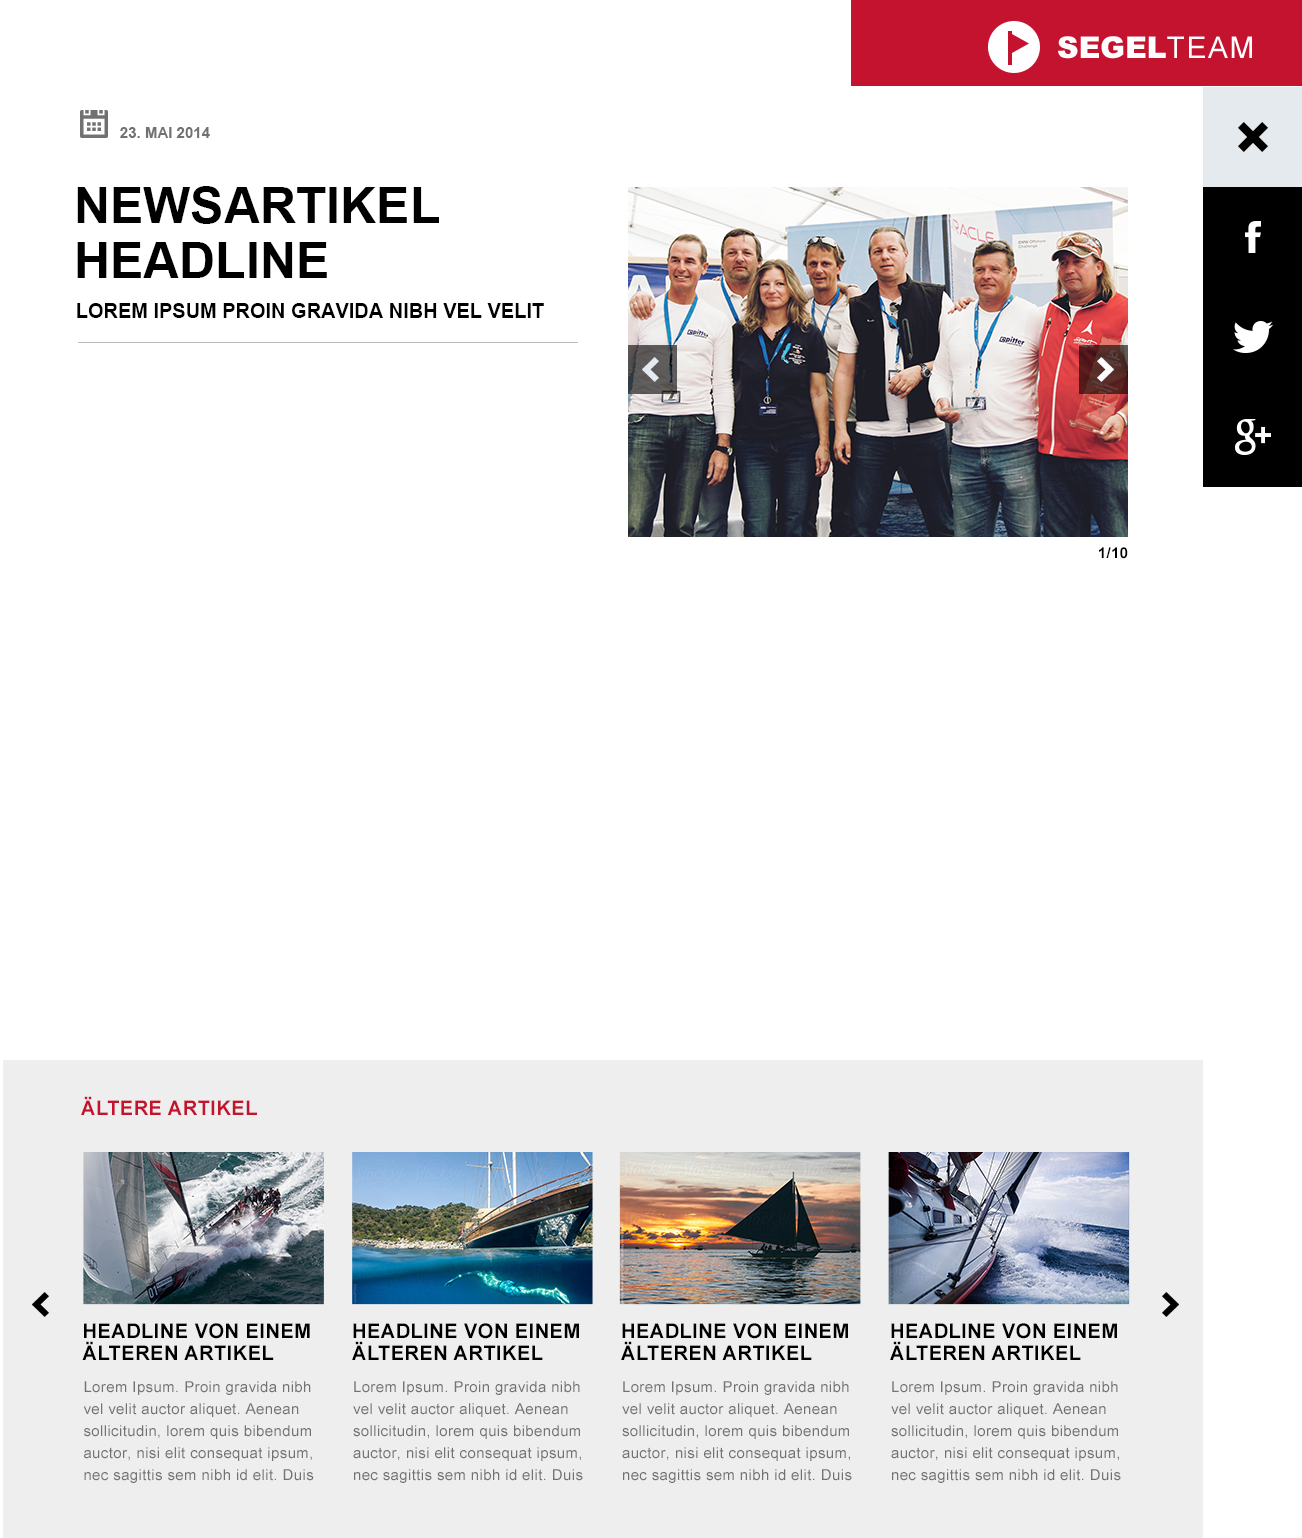 SEGELTEAM
23. MAI 2014
NEWSARTIKEL
HEADLINE
LOREM IPSUM PROIN GRAVIDA NIBH VEL VELIT
RACLE
spitter
spitter
1/10
ÄLTERE ARTIKEL
HEADLINE VON EINEM
ÄLTEREN ARTIKEL
Lorem Ipsum. Proin gravida nibh
vel velit auctor aliquet. Aenean
sollicitudin, lorem quis bibendum
auctor, nisi elit consequat ipsum,
nec sagittis sem nibh id elit. Duis
HEADLINE VON EINEM
ÄLTEREN ARTIKEL
Lorem Ipsum. Proin gravida nibh
vel velit auctor aliquet. Aenean
sollicitudin, lorem quis bibendum
auctor, nisi elit consequat ipsum,
nec sagittis sem nibh id elit. Duis
HEADLINE VON EINEM
ÄLTEREN ARTIKEL
Lorem Ipsum. Proin gravida nibh
vel velit auctor aliquet. Aenean
sollicitudin, lorem quis bibendum
auctor, nisi elit consequat ipsum,
nec sagittis sem nibh id elit. Duis
HEADLINE VON EINEM
ÄLTEREN ARTIKEL
Lorem Ipsum. Proin gravida nibh
vel velit auctor aliquet. Aenean
sollicitudin, lorem quis bibendum
auctor, nisi elit consequat ipsum,
nec sagittis sem nibh id elit. Duis